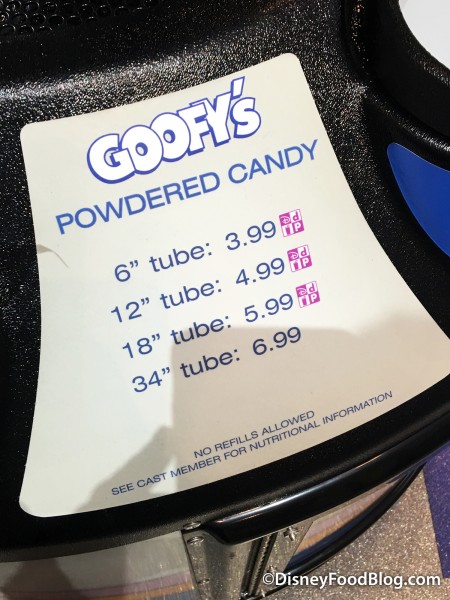 GOOFY's
POWDERED CANDY
6" tube: 3.99
12" tube: 4.99
18" tube: 5.99
34" tube: 6.99
NO REFILLS ALLOWED
SEE CAST MEMBER FOR NUTRITIONAL INFORMATION
©DisneyFoodBlog.com